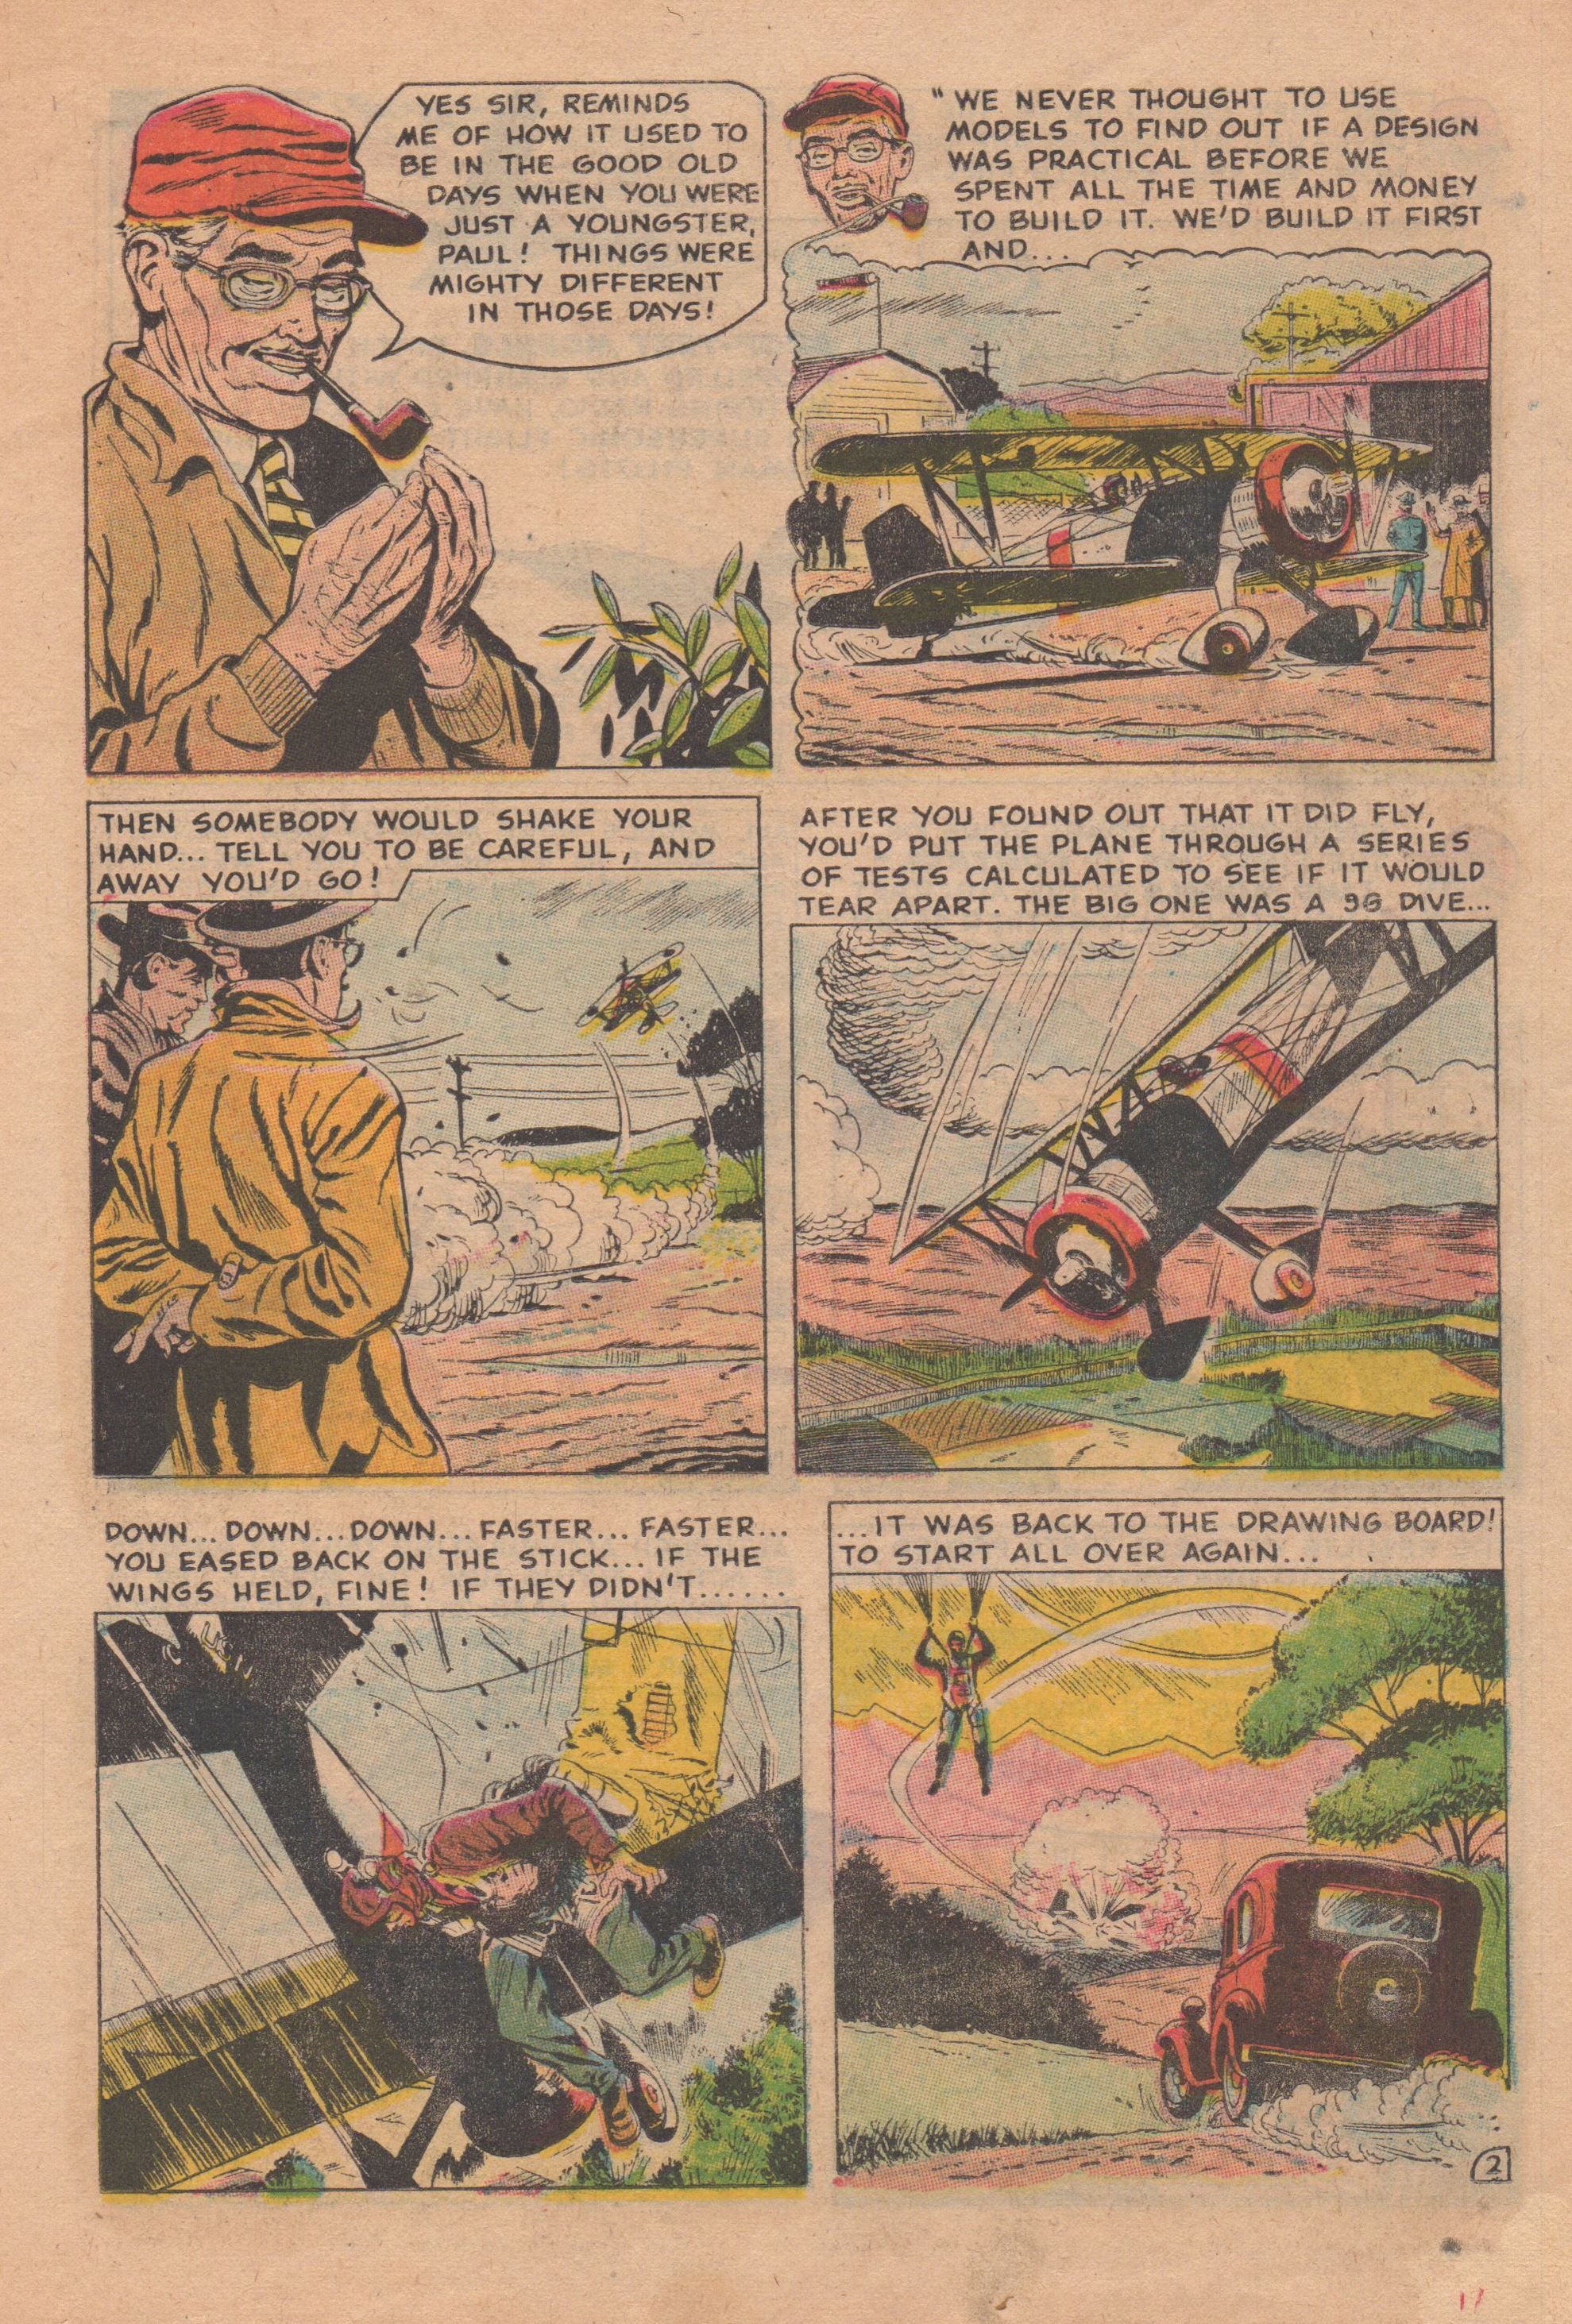 YES SIR, REMINDS
ME OF HOW IT USED TO
BE IN THE GOOD OLD
DAYS WHEN YOU WERE
JUST A YOUNGSTER,
PAUL! THINGS WERE
MIGHTY DIFFERENT
IN THOSE DAYS!
"WE NEVER THOUGHT TO USE
MODELS TO FIND OUT IF A DESIGN
WAS PRACTICAL BEFORE WE
SPENT ALL THE TIME AND MONEY
TO BUILD IT. WE'D BUILD IT FIRST
AND...
THEN SOMEBODY WOULD SHAKE YOUR
HAND... TELL YOU TO BE CAREFUL, AND
AWAY YOU'D GO!
AFTER YOU FOUND OUT THAT IT DID FLY,
YOU'D PUT THE PLANE THROUGH A SERIES
OF TESTS CALCULATED TO SEE IF IT WOULD
TEAR APART. THE BIG ONE WAS A 9G DIVE...
DOWN... DOWN... DOWN... FASTER... FASTER...
YOU EASED BACK ON THE STICK... IF THE
WINGS HELD, FINE! IF THEY DIDN'T......
...IT WAS BACK TO THE DRAWING BOARD!
TO START ALL OVER AGAIN...
2